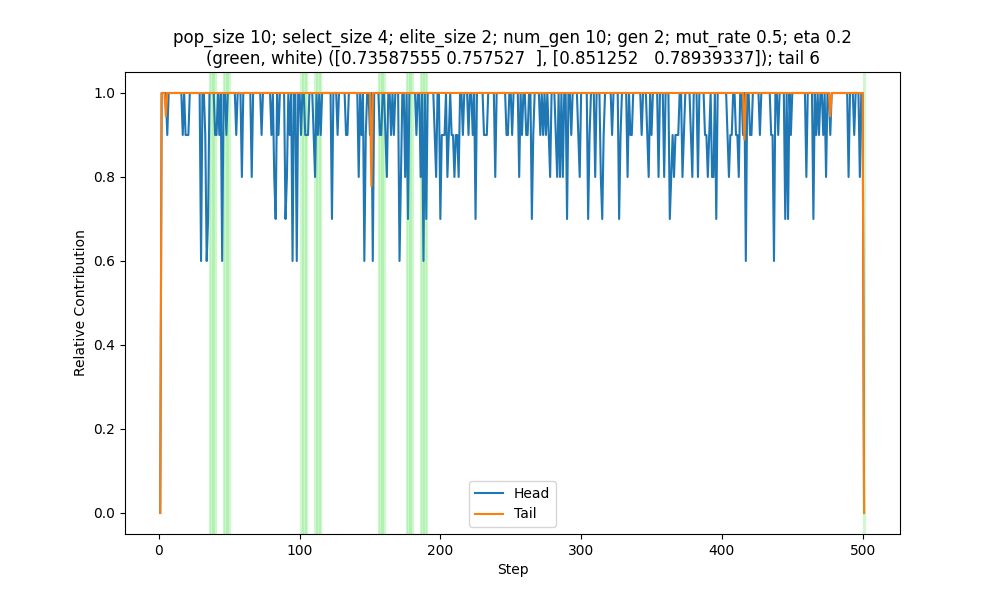 pop_size 10; select_size 4; elite_size 2; num_gen 10; gen 2; mut_rate 0.5; eta 0.2
(green, white) ([0.73587555 0.757527  ], [0.851252   0.78939337]); tail 6
1.0
0.8
0.6
0.4
0.2
0.0
Relative Contribution
Head
Tail
0
100
200
300
400
500
Step